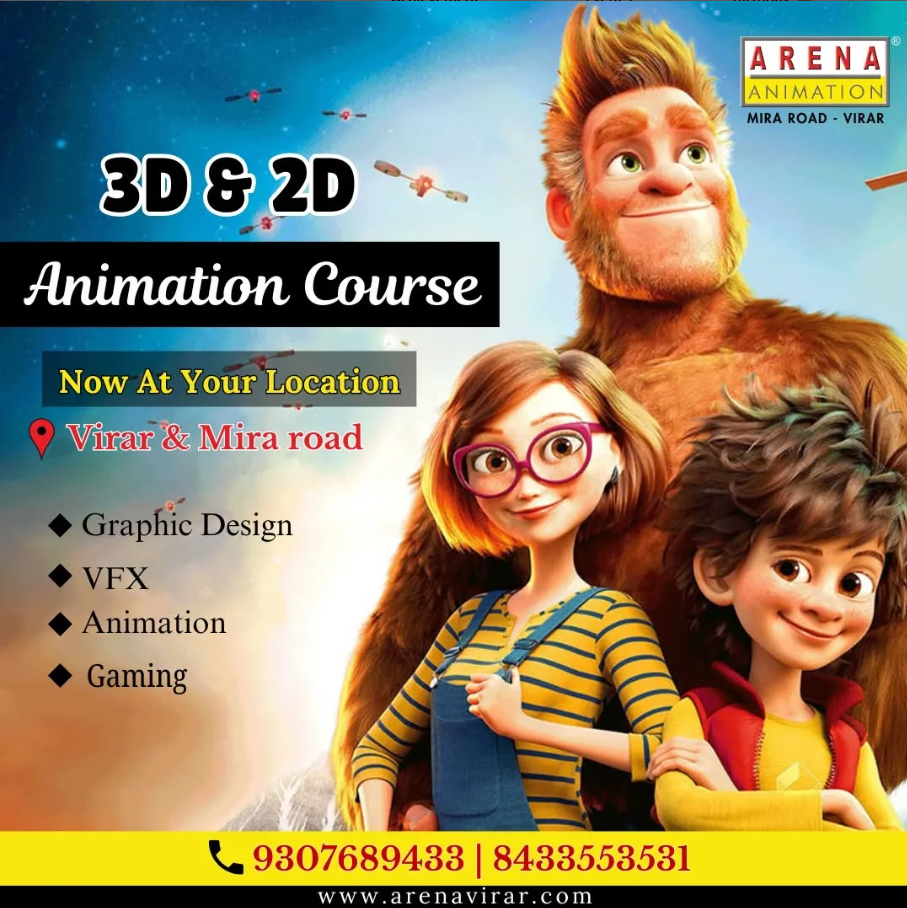 ARENA
ANIMATION
MIRA ROAD - VIRAR
3D & 2D
Animation Course
Now At Your Location
Virar & Mira road
Graphic Design
VFX
Animation
Gaming
9307689433 | 8433553531
www.arenavirar.com